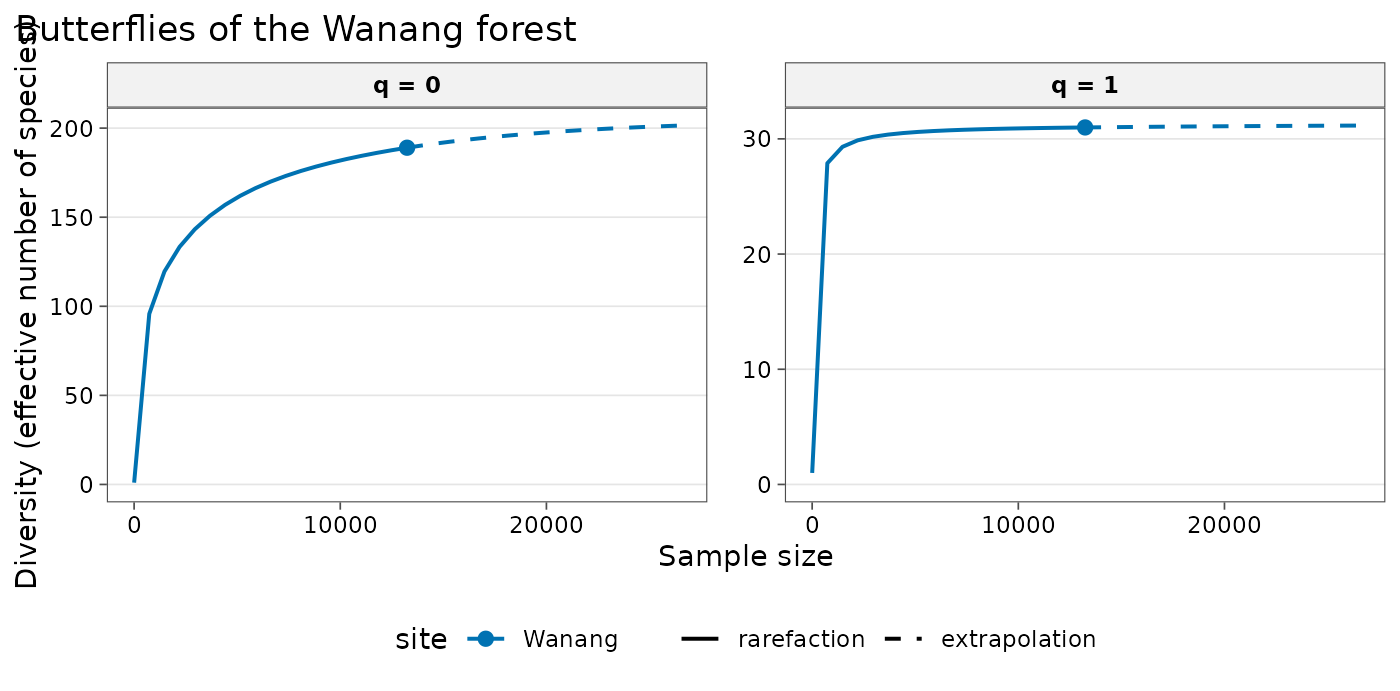 Butterflies of the Wanang forest
Diversity (effective number of species)
q = 0
q = 1
200
150
100
50
0
30
20
10
0
0 10000 20000
0 10000 20000
Sample size
site Wanang rarefaction extrapolation